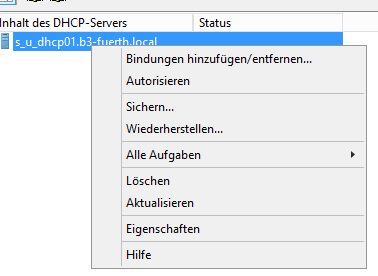 Inhalt des DHCP-Servers Status
s_u_dhcp01.b3-fuerth.local
Bindungen hinzufügen/entfernen...
Autorisieren
Sichern...
Wiederherstellen...
Alle Aufgaben
Löschen
Aktualisieren
Eigenschaften
Hilfe